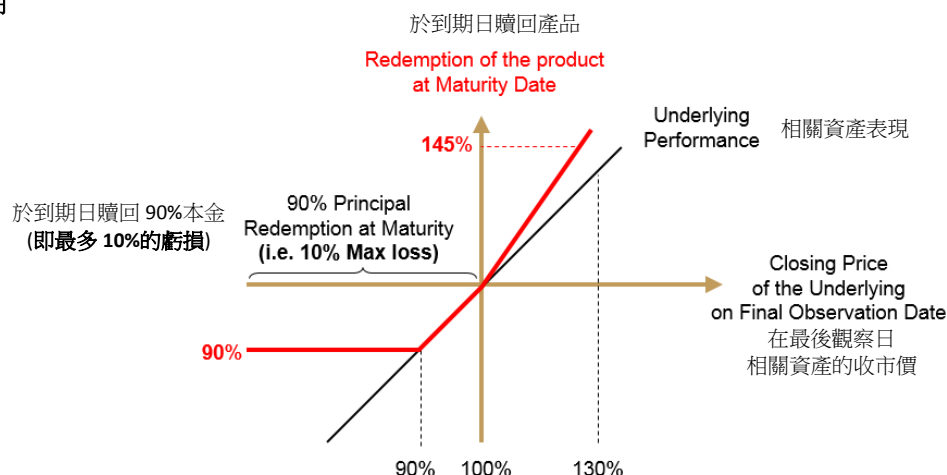 於到期日贖回產品
Redemption of the product
at Maturity Date
Underlying
Performance
相關資產表現
145%
於到期日贖回 90%本金
(即最多 10%的虧損)
90% Principal
Redemption at Maturity
(i.e. 10% Max loss)
Closing Price
of the Underlying
on Final Observation Date
在最後觀察日
相關資產的收市價
90%
90% 100% 130%